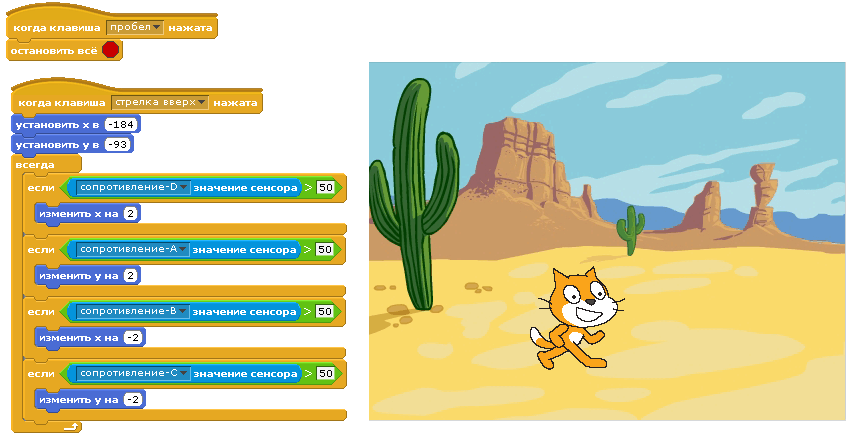 когда клавиша пробел нажата
остановить всё
когда клавиша стрелка вверх нажата
установить x в -184
установить y в -93
всегда
если сопротивление-D значение сенсора > 50
изменить x на 2
если сопротивление-A значение сенсора > 50
изменить y на 2
если сопротивление-B значение сенсора > 50
изменить x на -2
если сопротивление-C значение сенсора > 50
изменить y на -2